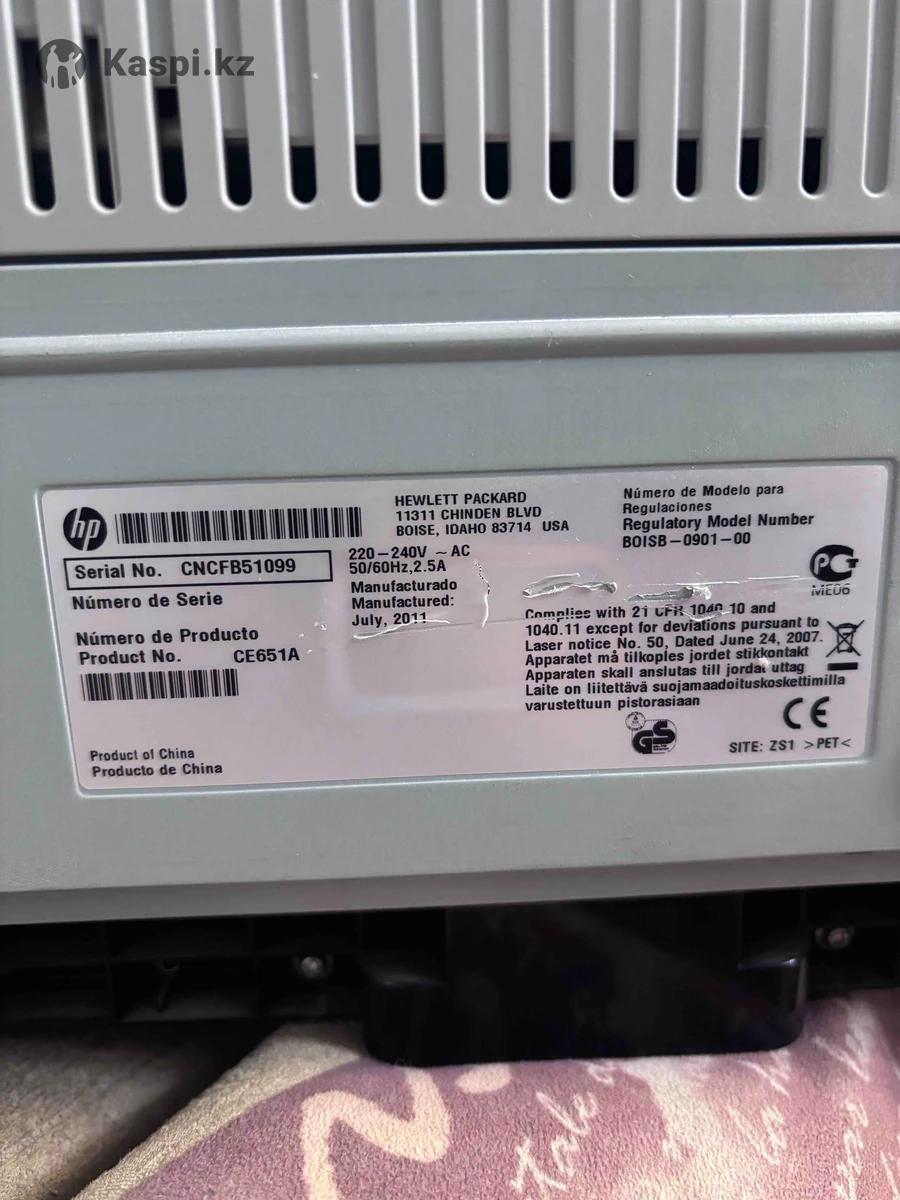 Kaspi.kz
hp
HEWLETT PACKARD
11311 CHINDEN BLVD
BOISE, IDAHO 83714 USA
Número de Modelo para
Regulaciones
Regulatory Model Number
BOISB-0901-00
Serial No. CNCFB51099
Número de Serie
220-240V ~ AC
50/60Hz, 2.5A
Manufacturado
Manufactured:
July, 2011
Número de Producto
Product No. CE651A
PCT
ME06
Complies with 21 CFR 1040.10 and
1040.11 except for deviations pursuant to
Laser notice No. 50, Dated June 24, 2007.
Apparatet må tilkoples jordet stikkontakt
Apparaten skall anslutas till jordat uttag
Laite on liitettävä suojamaadoituskoskettimilla
varustettuun pistorasiaan
CE
GS
SITE: ZS1 >PET<
Product of China
Producto de China
Take